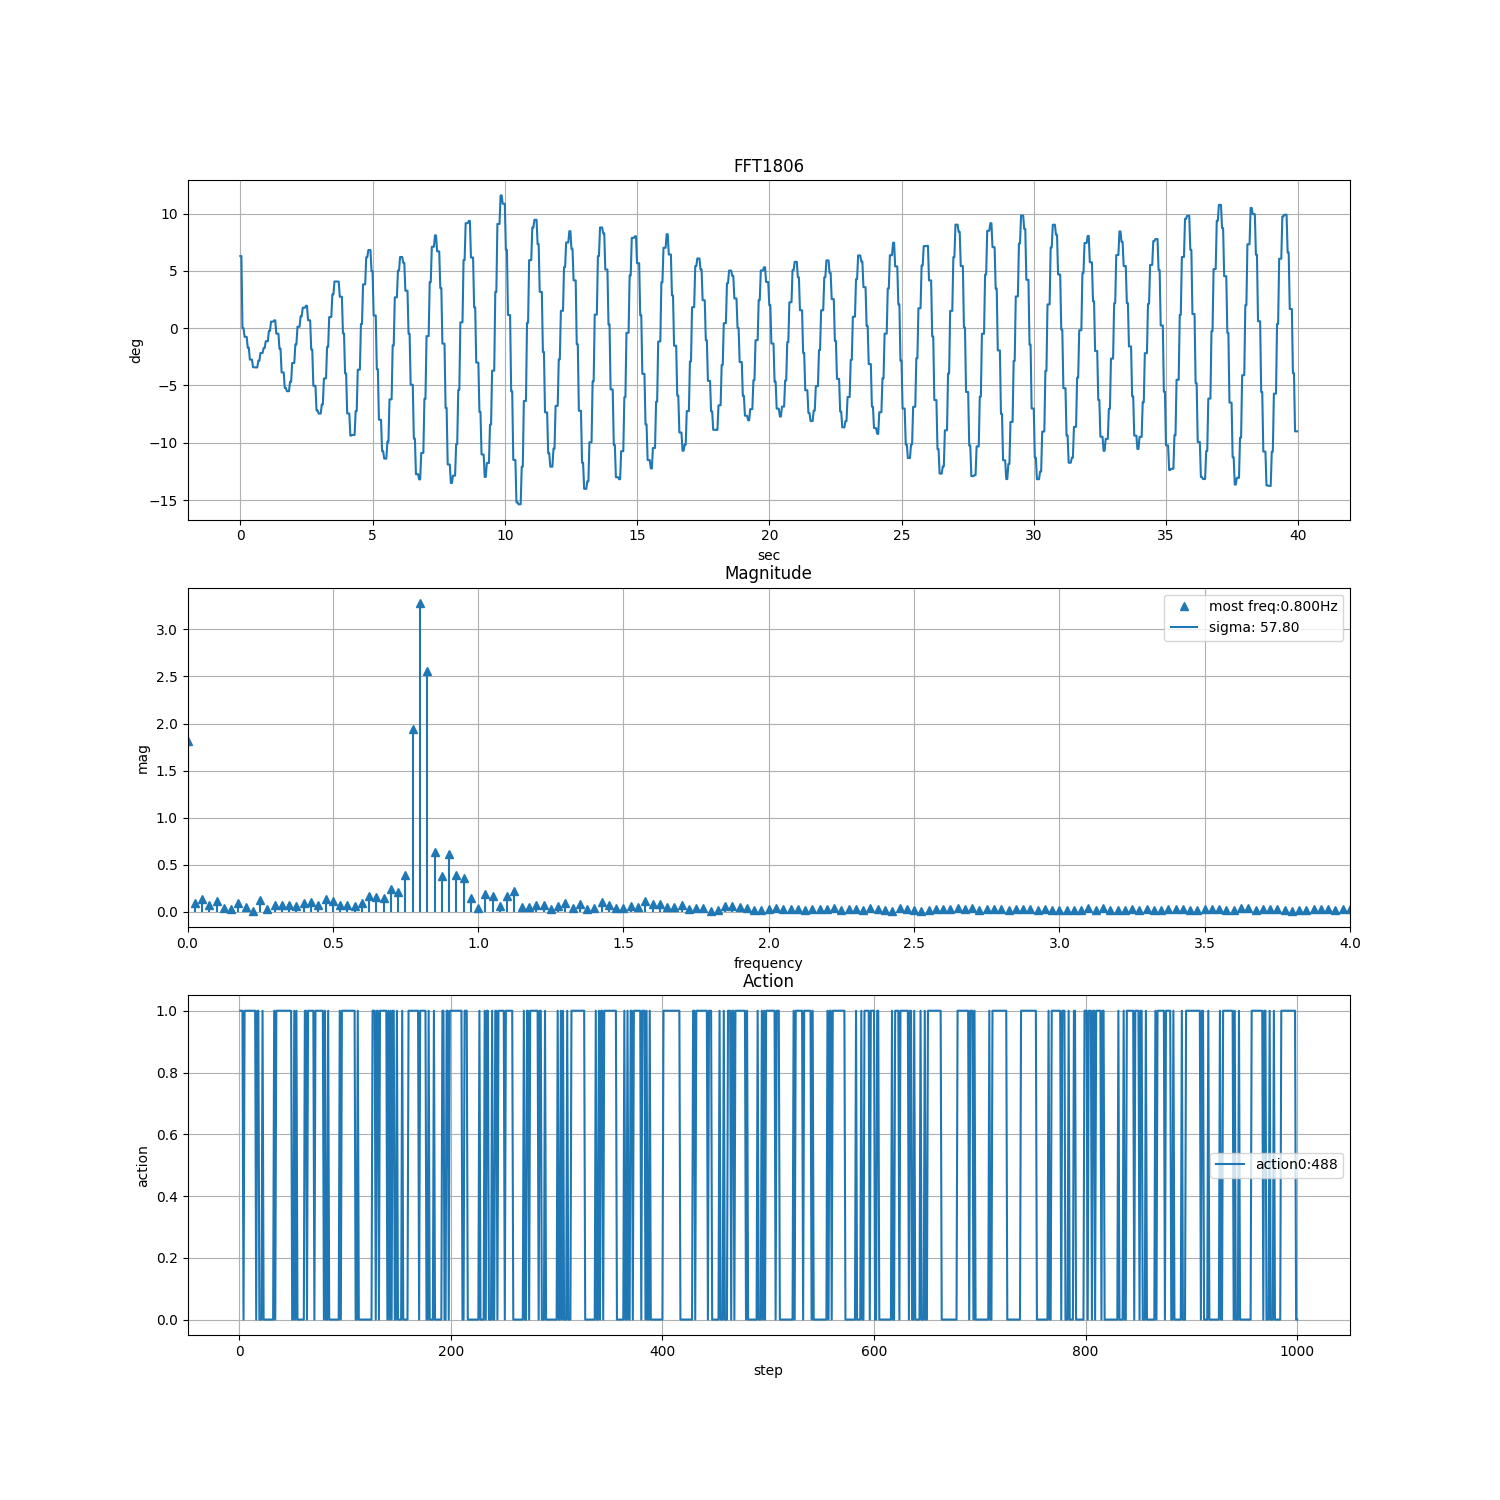 FFT1806
10
5
0
−5
−10
−15
deg
0 5 10 15 20 25 30 35 40
sec
Magnitude
most freq:0.800Hz
sigma: 57.80
3.0
2.5
2.0
1.5
1.0
0.5
0.0
mag
0.0 0.5 1.0 1.5 2.0 2.5 3.0 3.5 4.0
frequency
Action
1.0
0.8
0.6
0.4
0.2
0.0
action
action0:488
0 200 400 600 800 1000
step